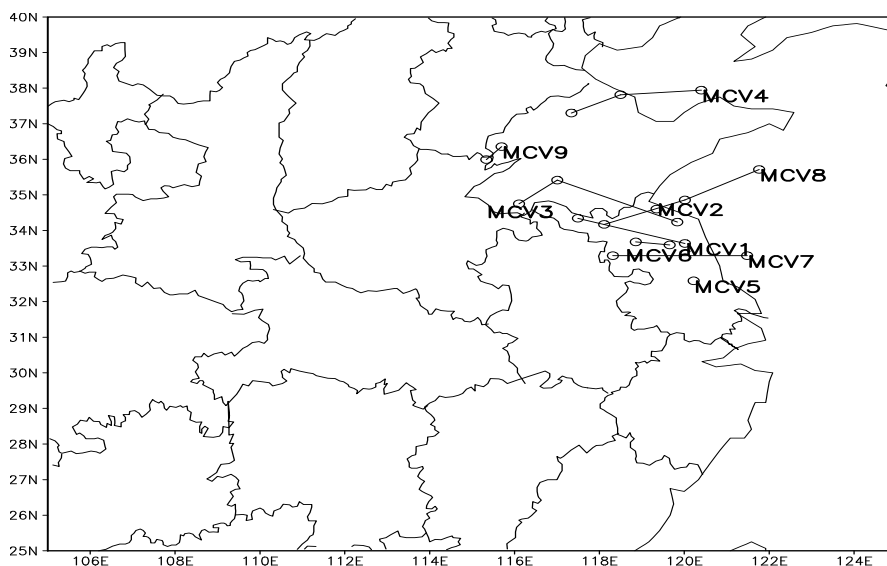 40N
39N
38N
MCV4
37N
MCV9
36N
MCV8
35N
MCV3
MCV2
34N
MCV1
MCV6
MCV7
33N
MCV5
32N
31N
30N
29N
28N
27N
26N
25N
106E 108E 110E 112E 114E 116E 118E 120E 122E 124E